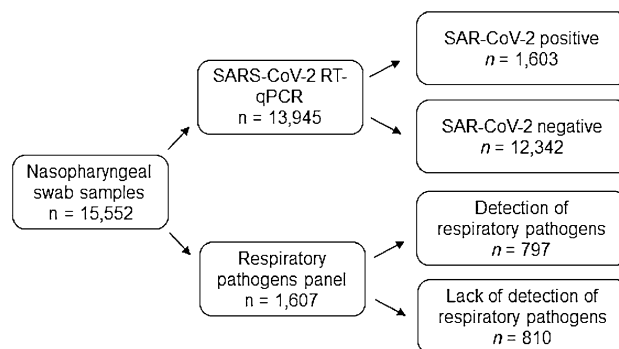 Nasopharyngeal
swab samples
n = 15,552
SARS-CoV-2 RT-
qPCR
n = 13,945
SAR-CoV-2 positive
n = 1,603
SAR-CoV-2 negative
n = 12,342
Respiratory
pathogens panel
n = 1,607
Detection of
respiratory pathogens
n = 797
Lack of detection of
respiratory pathogens
n = 810